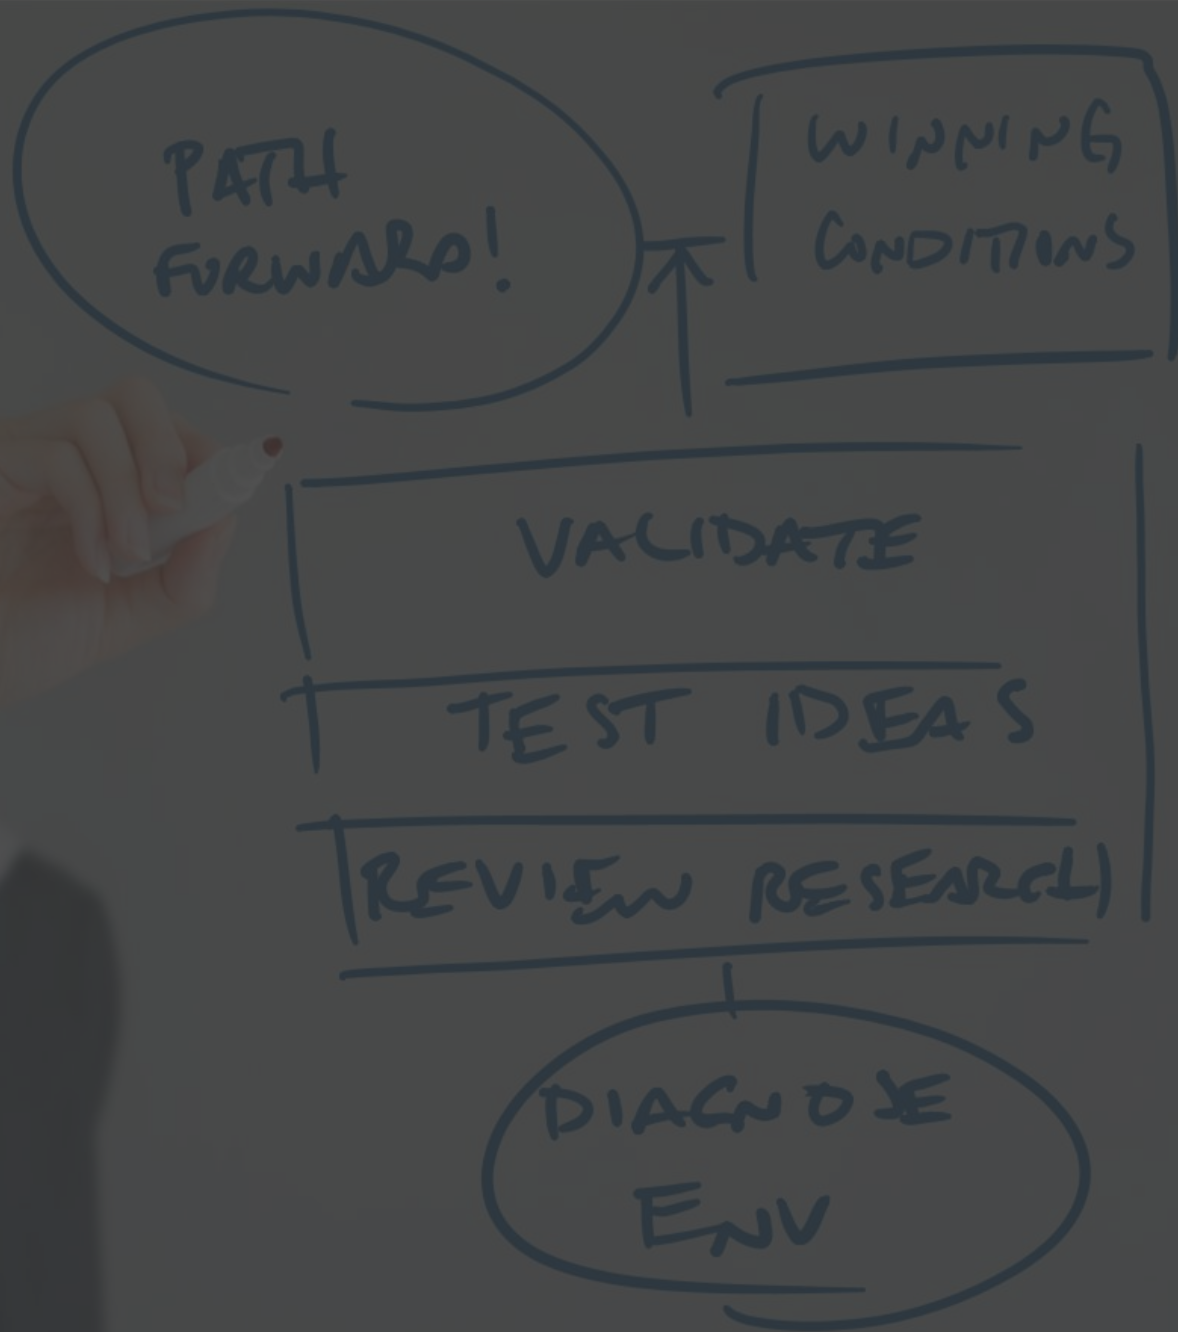 PATH
FORWARD!
WINNING
CONDITIONS
VALIDATE
TEST IDEAS
REVIEW RESEARCH
DIAGNOSE
ENV